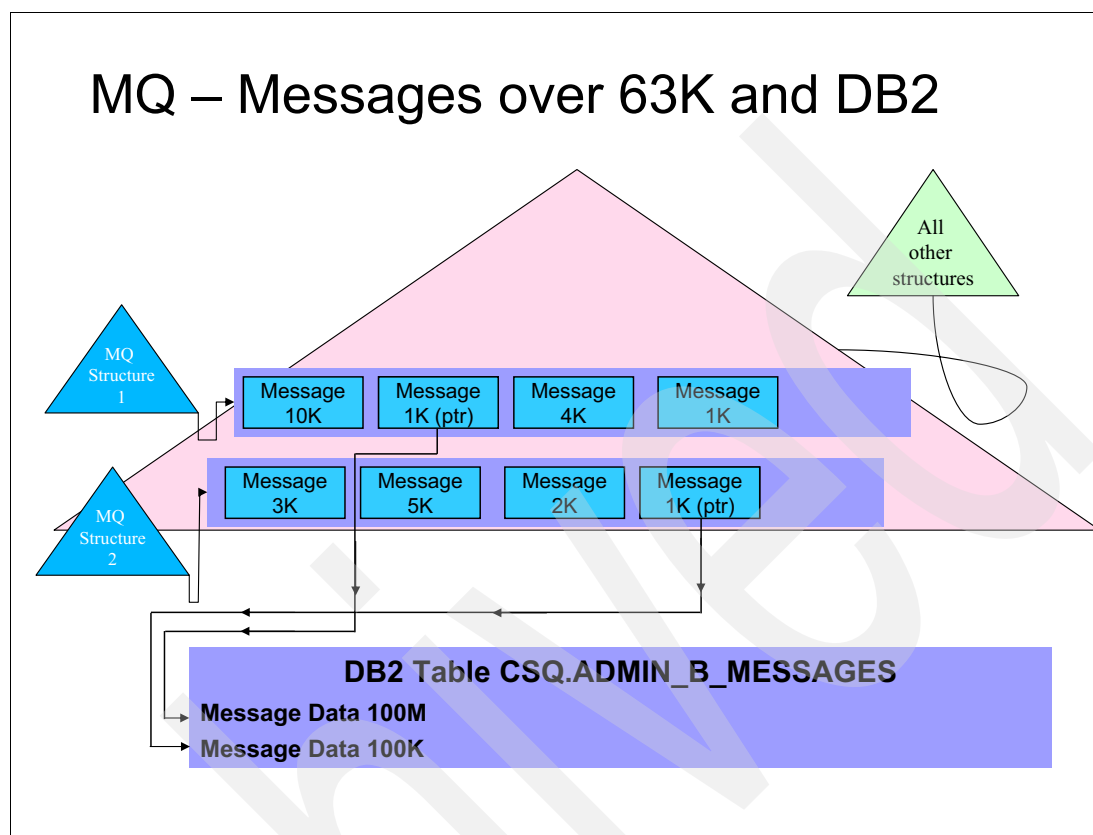 MQ – Messages over 63K and DB2
All
other
structures
MQ
Structure
1
Message
10K
Message
1K (ptr)
Message
4K
Message
1K
MQ
Structure
2
Message
3K
Message
5K
Message
2K
Message
1K (ptr)
DB2 Table CSQ.ADMIN_B_MESSAGES
Message Data 100M
Message Data 100K